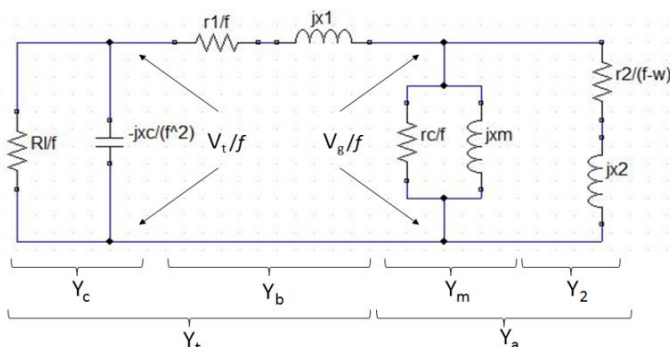 r1/f jx1
r2/(f-w)
Rl/f -jxc/(f^2) Vt/f Vg/f rc/f jxm
jx2
Yc Yb Ym Y2
Yt Ya